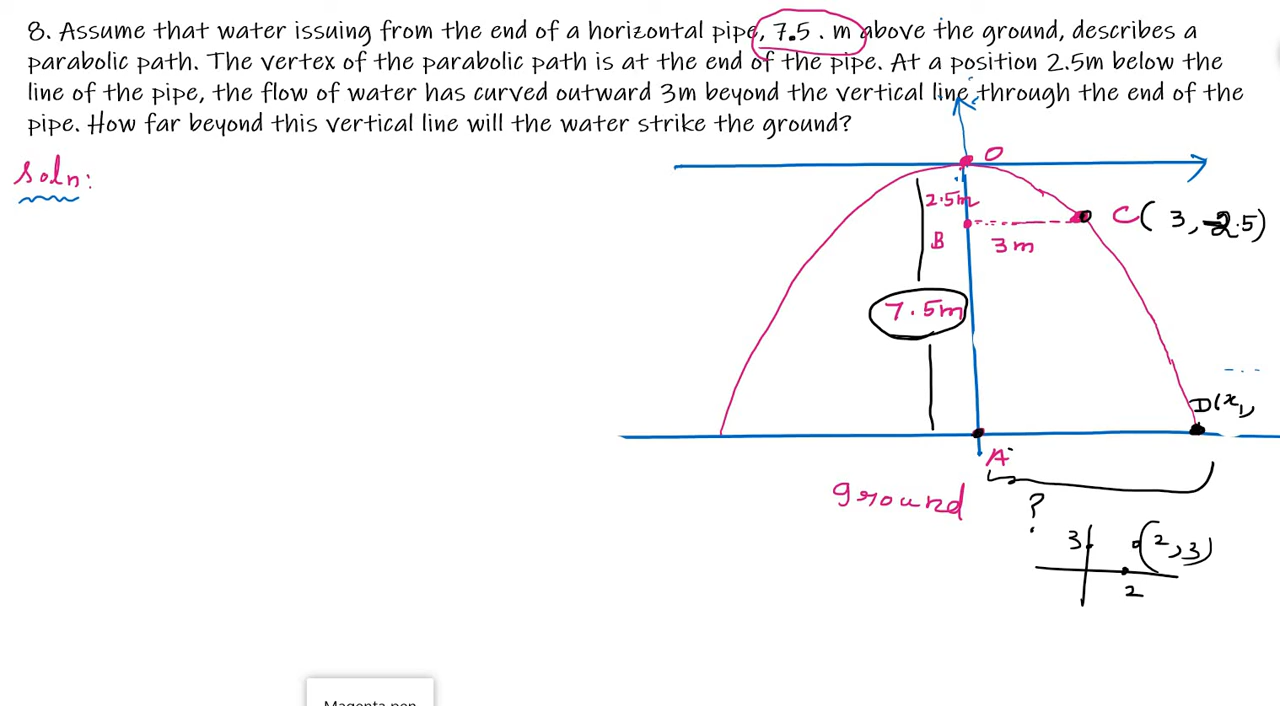 8. Assume that water issuing from the end of a horizontal pipe, 7.5 . m above the ground, describes a
parabolic path. The vertex of the parabolic path is at the end of the pipe. At a position 2.5m below the
line of the pipe, the flow of water has curved outward 3m beyond the vertical line through the end of the
pipe. How far beyond this vertical line will the water strike the ground?
Soln:
O
2.5m
C( 3, -2.5)
B
3 m
7.5m
D(x₁,
A
ground
?
3
(2,3)
2